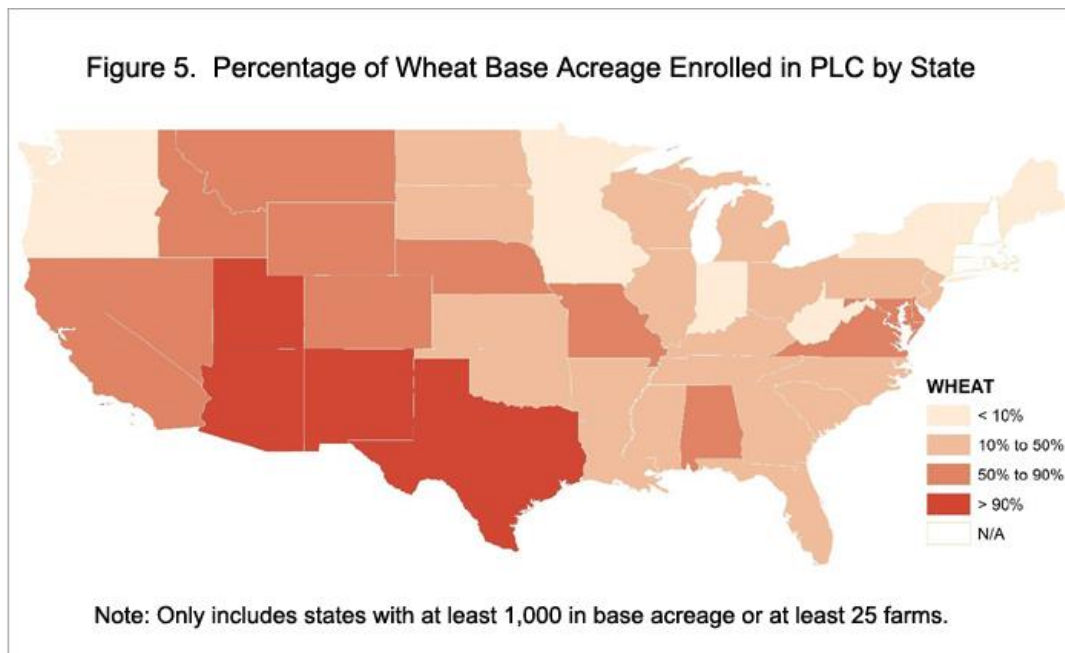 Figure 5.  Percentage of Wheat Base Acreage Enrolled in PLC by State
WHEAT
< 10%
10% to 50%
50% to 90%
> 90%
N/A
Note: Only includes states with at least 1,000 in base acreage or at least 25 farms.